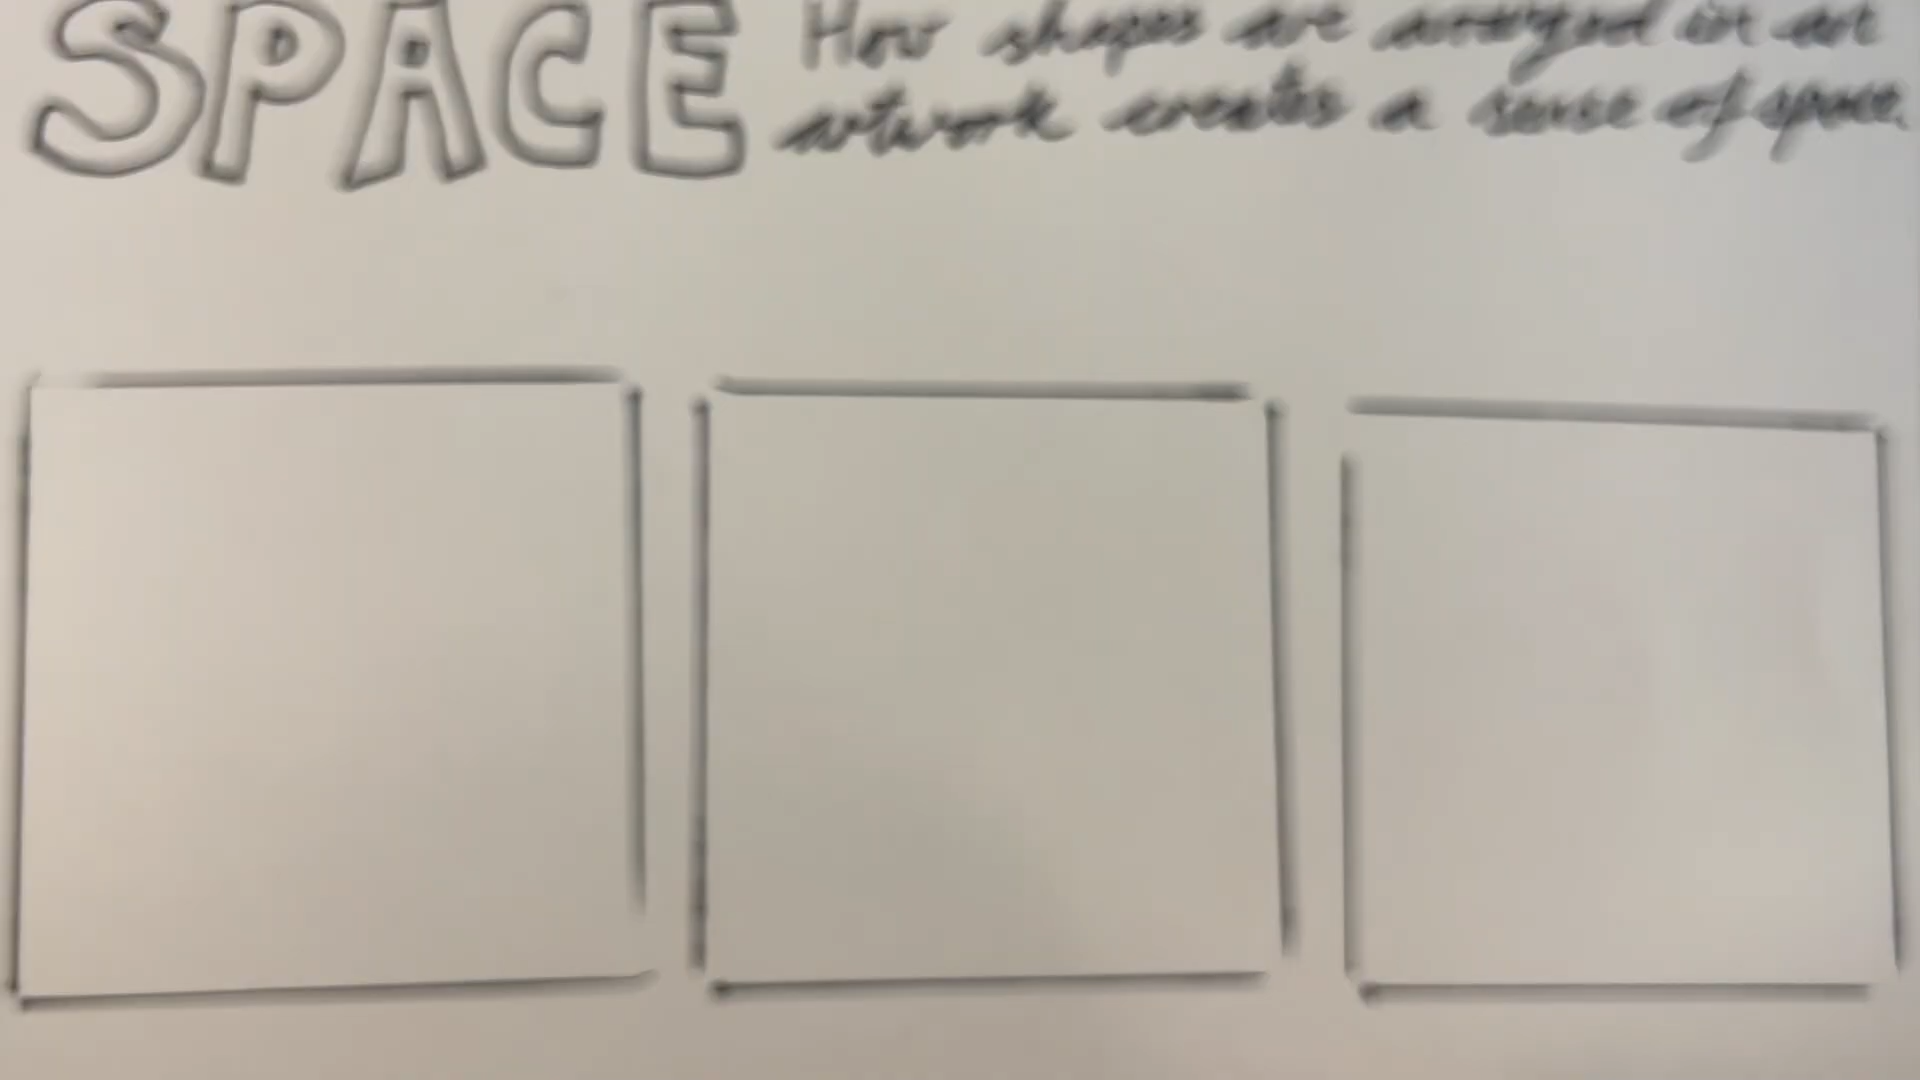 SPACE
How shapes are arranged in an
artwork creates a sense of space.